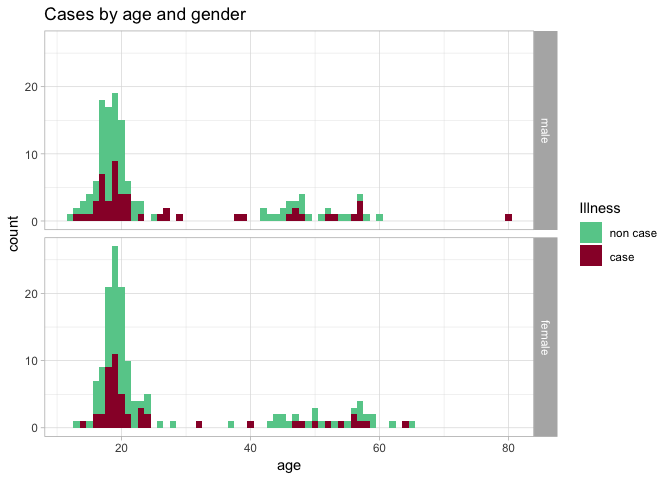 Cases by age and gender
count
20
10
0
male
20
10
0
female
20
40
60
80
age
Illness
non case
case